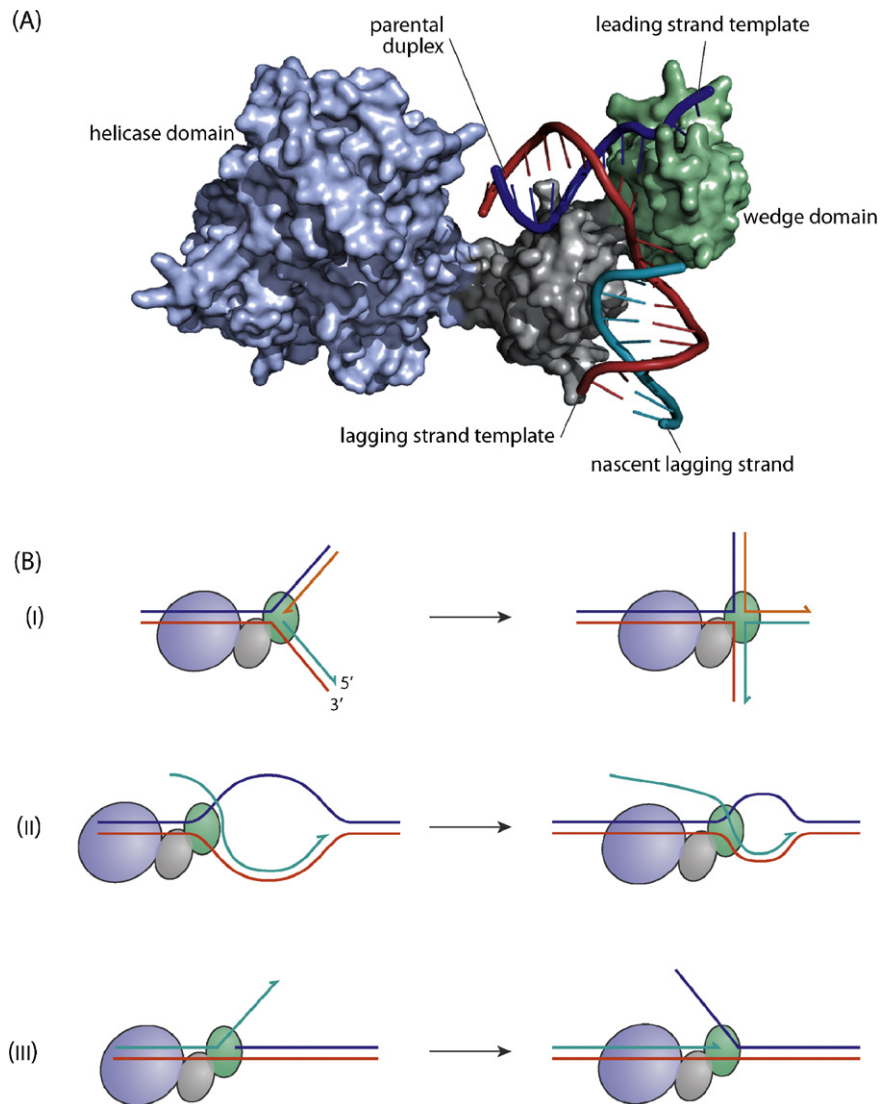 (A)
parental
duplex
leading strand template
helicase domain
wedge domain
lagging strand template
nascent lagging strand
(B)
(I)
5’
3’
(II)
(III)